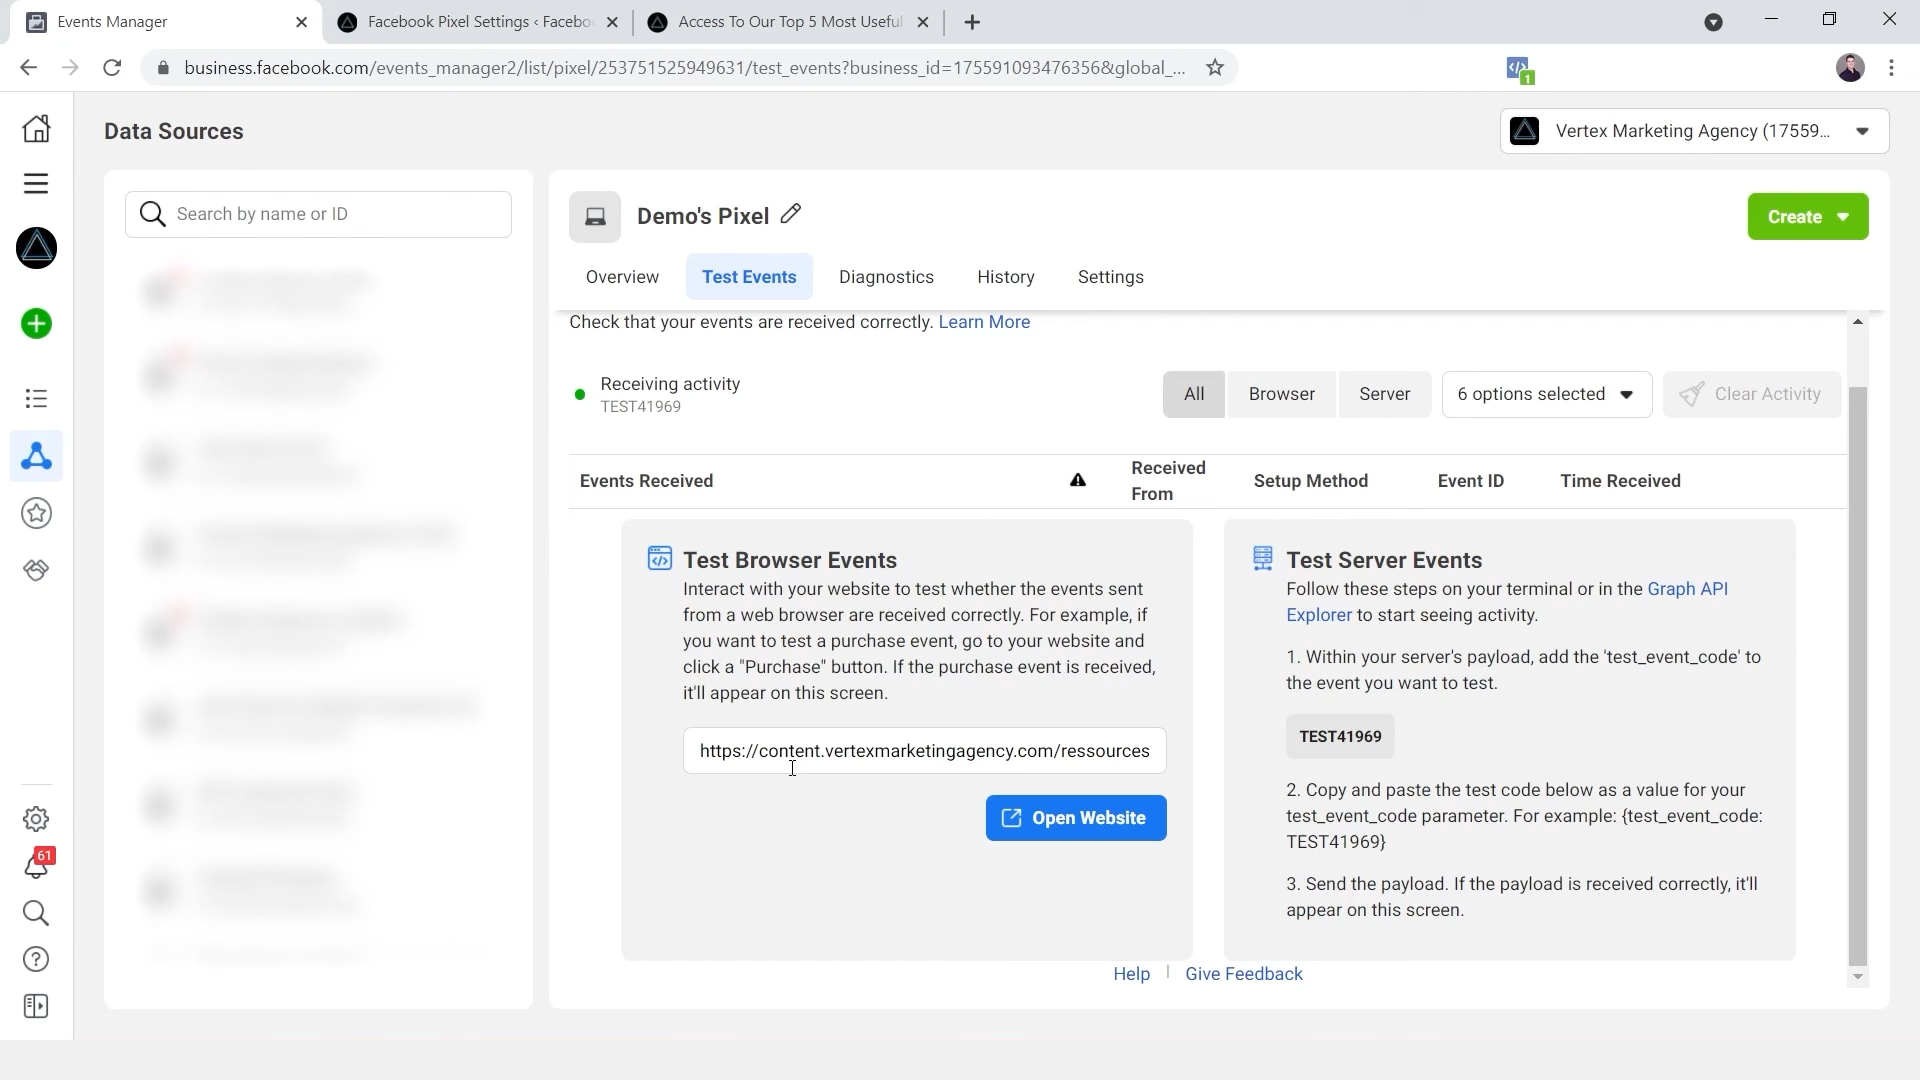 Events Manager
Facebook Pixel Settings ‹ Facebo
Access To Our Top 5 Most Useful
business.facebook.com/events_manager2/list/pixel/253751525949631/test_events?business_id=175591093476356&global_...
1
Data Sources
Vertex Marketing Agency (17559...
Search by name or ID
Demo's Pixel
Create
Overview
Test Events
Diagnostics
History
Settings
Check that your events are received correctly. Learn More
Receiving activity
TEST41969
All
Browser
Server
6 options selected
Clear Activity
Events Received
Received
From
Setup Method
Event ID
Time Received
Test Browser Events
Interact with your website to test whether the events sent
from a web browser are received correctly. For example, if
you want to test a purchase event, go to your website and
click a "Purchase" button. If the purchase event is received,
it'll appear on this screen.
https://content.vertexmarketingagency.com/ressources
Open Website
Test Server Events
Follow these steps on your terminal or in the Graph API
Explorer to start seeing activity.
1. Within your server's payload, add the 'test_event_code' to
the event you want to test.
TEST41969
2. Copy and paste the test code below as a value for your
test_event_code parameter. For example: {test_event_code:
TEST41969}
3. Send the payload. If the payload is received correctly, it'll
appear on this screen.
61
Help
Give Feedback